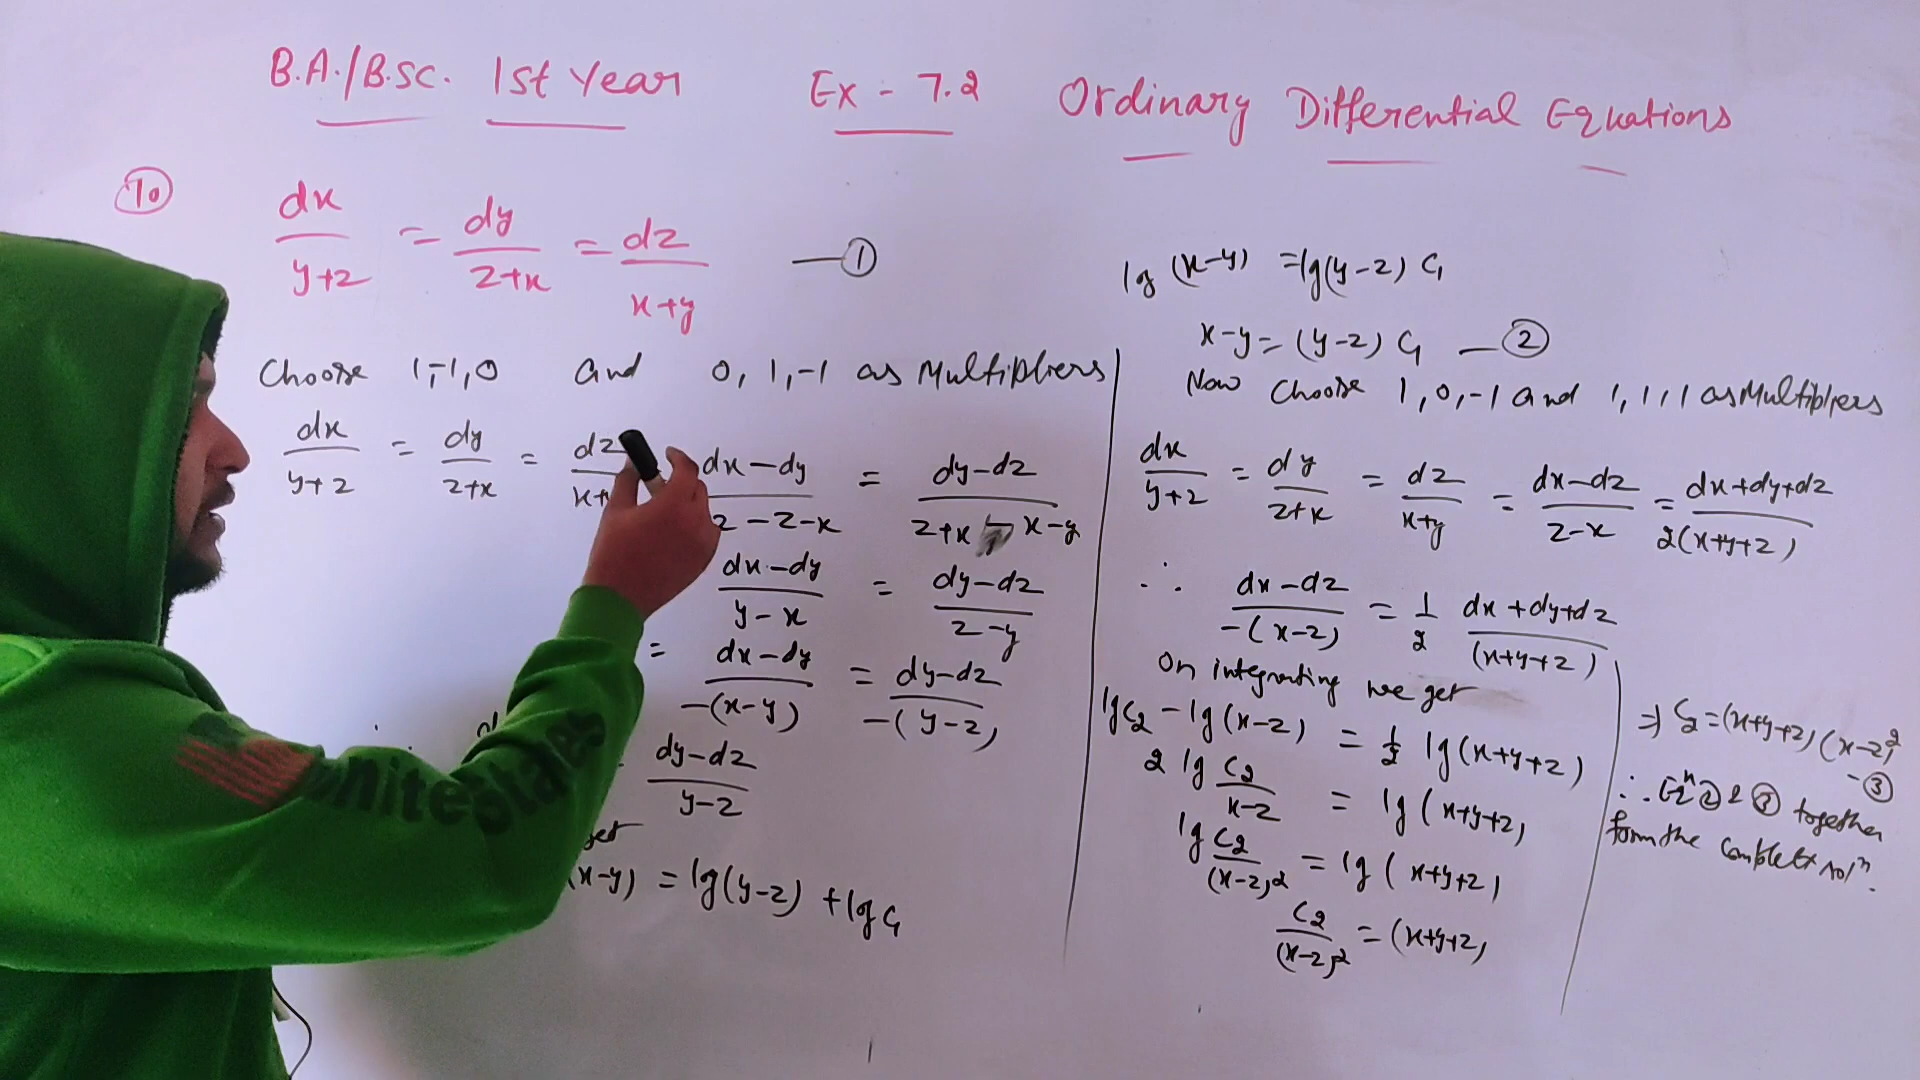 B.A./B.Sc. 1st Year Ex - 7.2 Ordinary Differential Equations
10 dx/y+z = dy/z+x = dz/x+y —①
Choose 1,-1,0 and 0, 1,-1 as Multipliers
dx/y+z = dy/z+x = dz/x+ dx-dy/z-z-x = dy-dz/z+x-x-y
dx-dy/y-x = dy-dz/z-y
= dx-dy/-(x-y) = dy-dz/-(y-z)
dy-dz/y-z
get
(x-y) = lg(y-z) + lg C1
lg (x-y) = lg(y-z) C1
x-y = (y-z) C1 —②
Now Choose 1,0,-1 and 1,1,1 as Multipliers
dx/y+z = dy/z+x = dz/x+y = dx-dz/z-x = dx+dy+dz/2(x+y+z)
∴ dx-dz/-(x-z) = 1/2 dx+dy+dz/(x+y+z)
On integrating we get
lg C2 - lg(x-z) = 1/2 lg(x+y+z)
2 lg C2/x-z = lg(x+y+z)
lg C2/(x-z)² = lg(x+y+z)
C2/(x-z)² = (x+y+z)
⇒ C2 = (x+y+z)(x-z)²
-③
∴ Eqⁿ ② & ③ together
form the complete solⁿ.
UniteStates